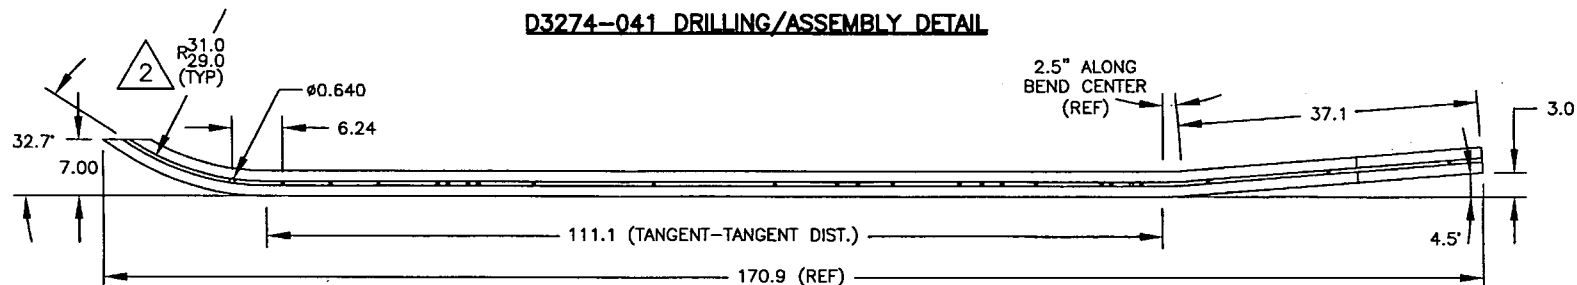 D3274-041 DRILLING/ASSEMBLY DETAIL
2
R31.0
29.0
(TYP)
ø0.640
6.24
32.7°
7.00
2.5" ALONG
BEND CENTER
(REF)
37.1
3.0
4.5°
111.1 (TANGENT-TANGENT DIST.)
170.9 (REF)